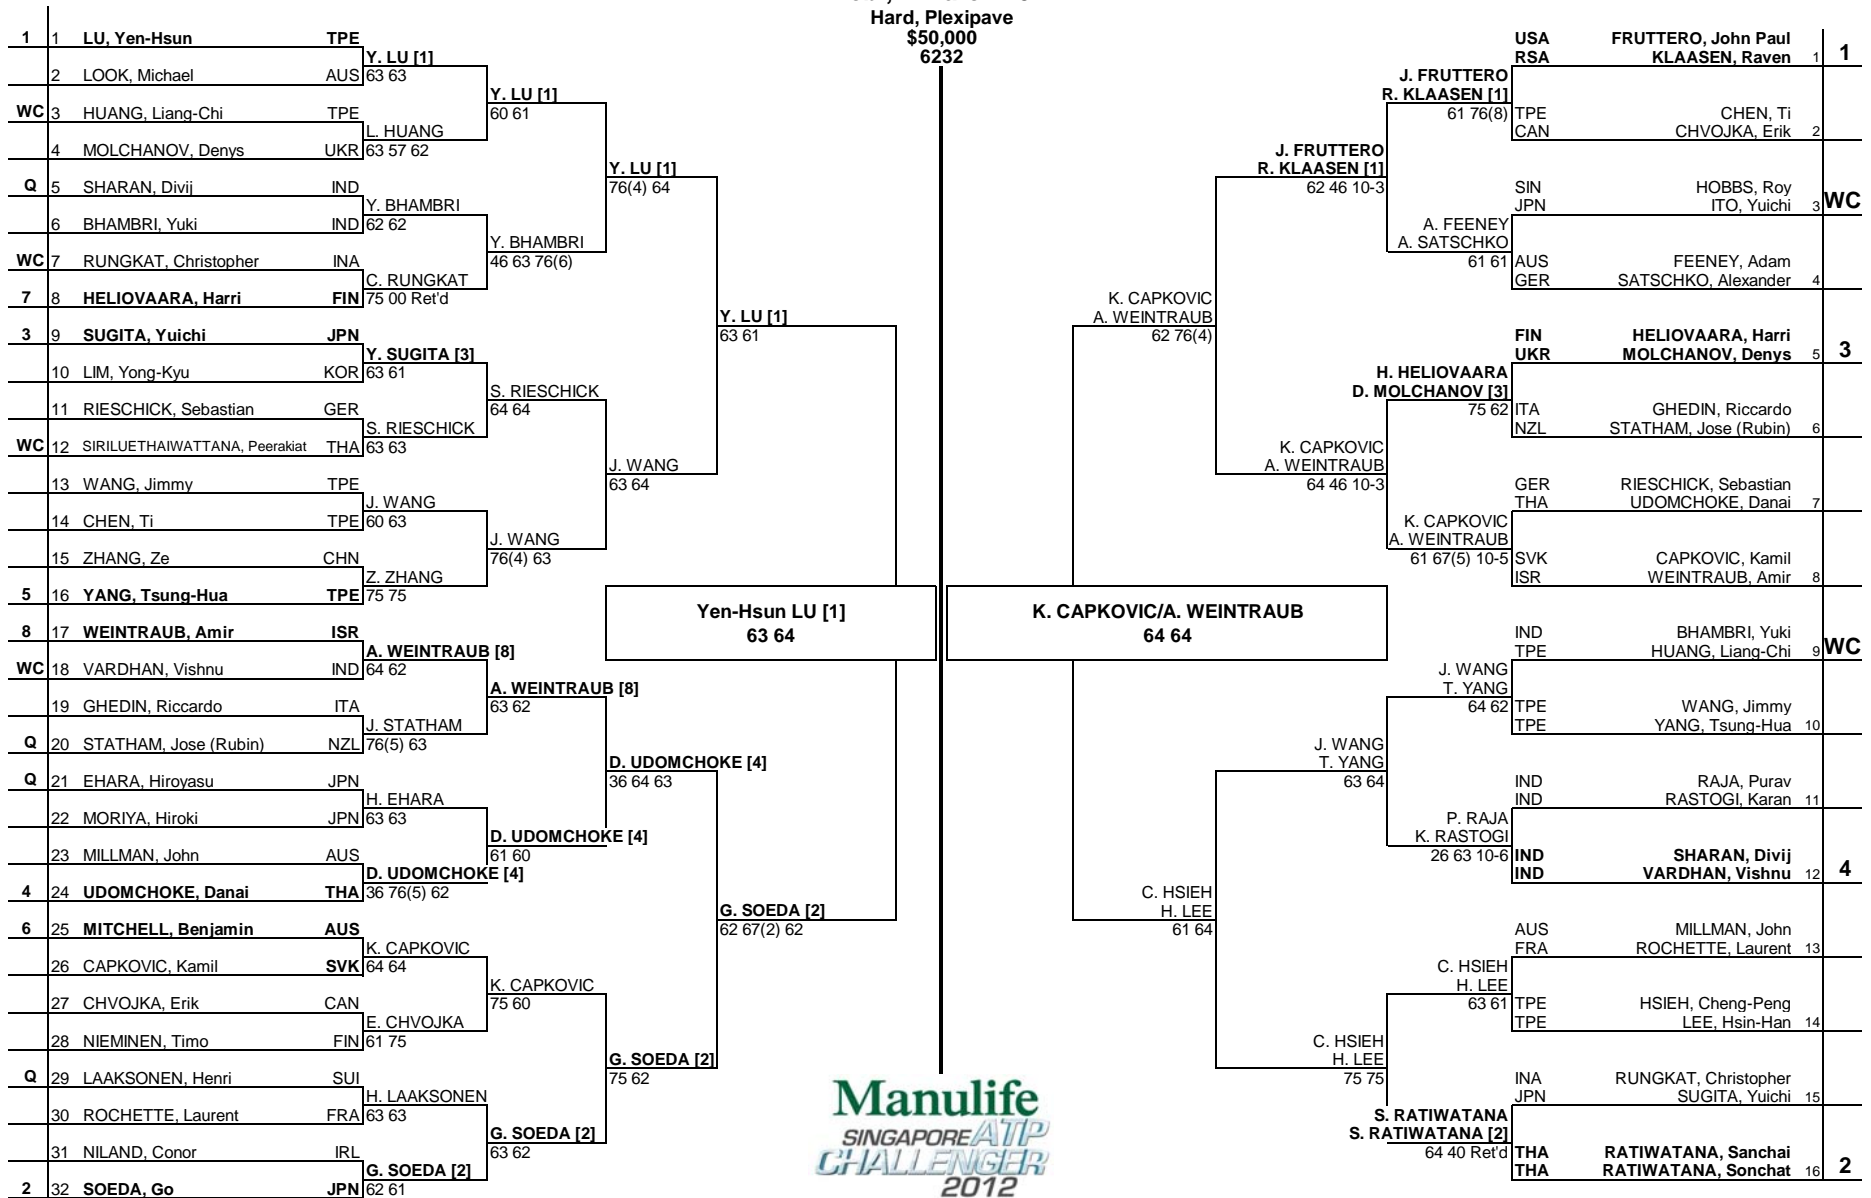 Hard, Plexipave
$50,000
6232
1 1 LU, Yen-Hsun TPE
Y. LU [1]
2 LOOK, Michael AUS 63 63
Y. LU [1]
WC 3 HUANG, Liang-Chi TPE 60 61
L. HUANG
4 MOLCHANOV, Denys UKR 63 57 62
Y. LU [1]
Q 5 SHARAN, Divij IND 76(4) 64
Y. BHAMBRI
6 BHAMBRI, Yuki IND 62 62
Y. BHAMBRI
WC 7 RUNGKAT, Christopher INA 46 63 76(6)
C. RUNGKAT
7 8 HELIOVAARA, Harri FIN 75 00 Ret'd
Y. LU [1]
3 9 SUGITA, Yuichi JPN 63 61
Y. SUGITA [3]
10 LIM, Yong-Kyu KOR 63 61
S. RIESCHICK
11 RIESCHICK, Sebastian GER 64 64
S. RIESCHICK
WC 12 SIRILUETHAIWATTANA, Peerakiat THA 63 63
J. WANG
13 WANG, Jimmy TPE 63 64
J. WANG
14 CHEN, Ti TPE 60 63
J. WANG
15 ZHANG, Ze CHN 76(4) 63
Z. ZHANG
5 16 YANG, Tsung-Hua TPE 75 75
Yen-Hsun LU [1]
63 64
8 17 WEINTRAUB, Amir ISR
A. WEINTRAUB [8]
WC 18 VARDHAN, Vishnu IND 64 62
A. WEINTRAUB [8]
19 GHEDIN, Riccardo ITA 63 62
J. STATHAM
Q 20 STATHAM, Jose (Rubin) NZL 76(5) 63
D. UDOMCHOKE [4]
Q 21 EHARA, Hiroyasu JPN 36 64 63
H. EHARA
22 MORIYA, Hiroki JPN 63 63
D. UDOMCHOKE [4]
23 MILLMAN, John AUS 61 60
D. UDOMCHOKE [4]
4 24 UDOMCHOKE, Danai THA 36 76(5) 62
G. SOEDA [2]
6 25 MITCHELL, Benjamin AUS 62 67(2) 62
K. CAPKOVIC
26 CAPKOVIC, Kamil SVK 64 64
K. CAPKOVIC
27 CHVOJKA, Erik CAN 75 60
E. CHVOJKA
28 NIEMINEN, Timo FIN 61 75
G. SOEDA [2]
Q 29 LAAKSONEN, Henri SUI 75 62
H. LAAKSONEN
30 ROCHETTE, Laurent FRA 63 63
G. SOEDA [2]
31 NILAND, Conor IRL 63 62
G. SOEDA [2]
2 32 SOEDA, Go JPN 62 61
USA FRUTTERO, John Paul
RSA KLAASEN, Raven 1 1
J. FRUTTERO
R. KLAASEN [1]
61 76(8) TPE CHEN, Ti
CAN CHVOJKA, Erik 2
J. FRUTTERO
R. KLAASEN [1]
62 46 10-3
SIN HOBBS, Roy
JPN ITO, Yuichi 3 WC
A. FEENEY
A. SATSCHKO
61 61 AUS FEENEY, Adam
GER SATSCHKO, Alexander 4
K. CAPKOVIC
A. WEINTRAUB
62 76(4)
FIN HELIOVAARA, Harri
UKR MOLCHANOV, Denys 5 3
H. HELIOVAARA
D. MOLCHANOV [3]
75 62 ITA GHEDIN, Riccardo
NZL STATHAM, Jose (Rubin) 6
K. CAPKOVIC
A. WEINTRAUB
64 46 10-3
GER RIESCHICK, Sebastian
THA UDOMCHOKE, Danai 7
K. CAPKOVIC
A. WEINTRAUB
61 67(5) 10-5 SVK CAPKOVIC, Kamil
ISR WEINTRAUB, Amir 8
K. CAPKOVIC/A. WEINTRAUB
64 64
IND BHAMBRI, Yuki
TPE HUANG, Liang-Chi 9 WC
J. WANG
T. YANG
64 62 TPE WANG, Jimmy
TPE YANG, Tsung-Hua 10
J. WANG
T. YANG
63 64
IND RAJA, Purav
IND RASTOGI, Karan 11
P. RAJA
K. RASTOGI
26 63 10-6 IND SHARAN, Divij
IND VARDHAN, Vishnu 12 4
C. HSIEH
H. LEE
61 64
AUS MILLMAN, John
FRA ROCHETTE, Laurent 13
C. HSIEH
H. LEE
63 61 TPE HSIEH, Cheng-Peng
TPE LEE, Hsin-Han 14
C. HSIEH
H. LEE
75 75
INA RUNGKAT, Christopher
JPN SUGITA, Yuichi 15
S. RATIWATANA
S. RATIWATANA [2]
64 40 Ret'd THA RATIWATANA, Sanchai
THA RATIWATANA, Sonchat 16 2
Manulife
SINGAPORE ATP
CHALLENGER
2012